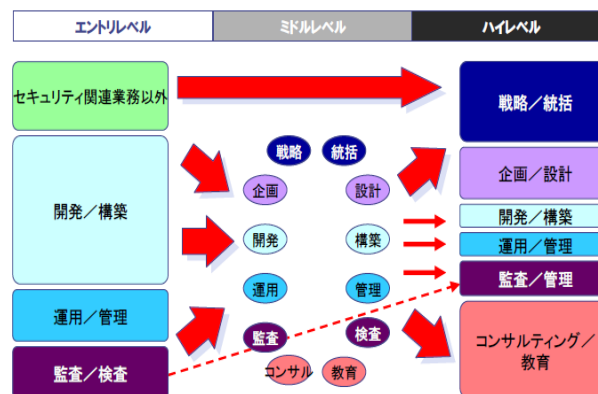 エントリレベル
ミドルレベル
ハイレベル
セキュリティ関連業務以外
開発／構築
運用／管理
監査／検査
戦略
統括
企画
設計
開発
構築
運用
管理
監査
検査
コンサル
教育
戦略／統括
企画／設計
開発／構築
運用／管理
監査／管理
コンサルティング／
教育